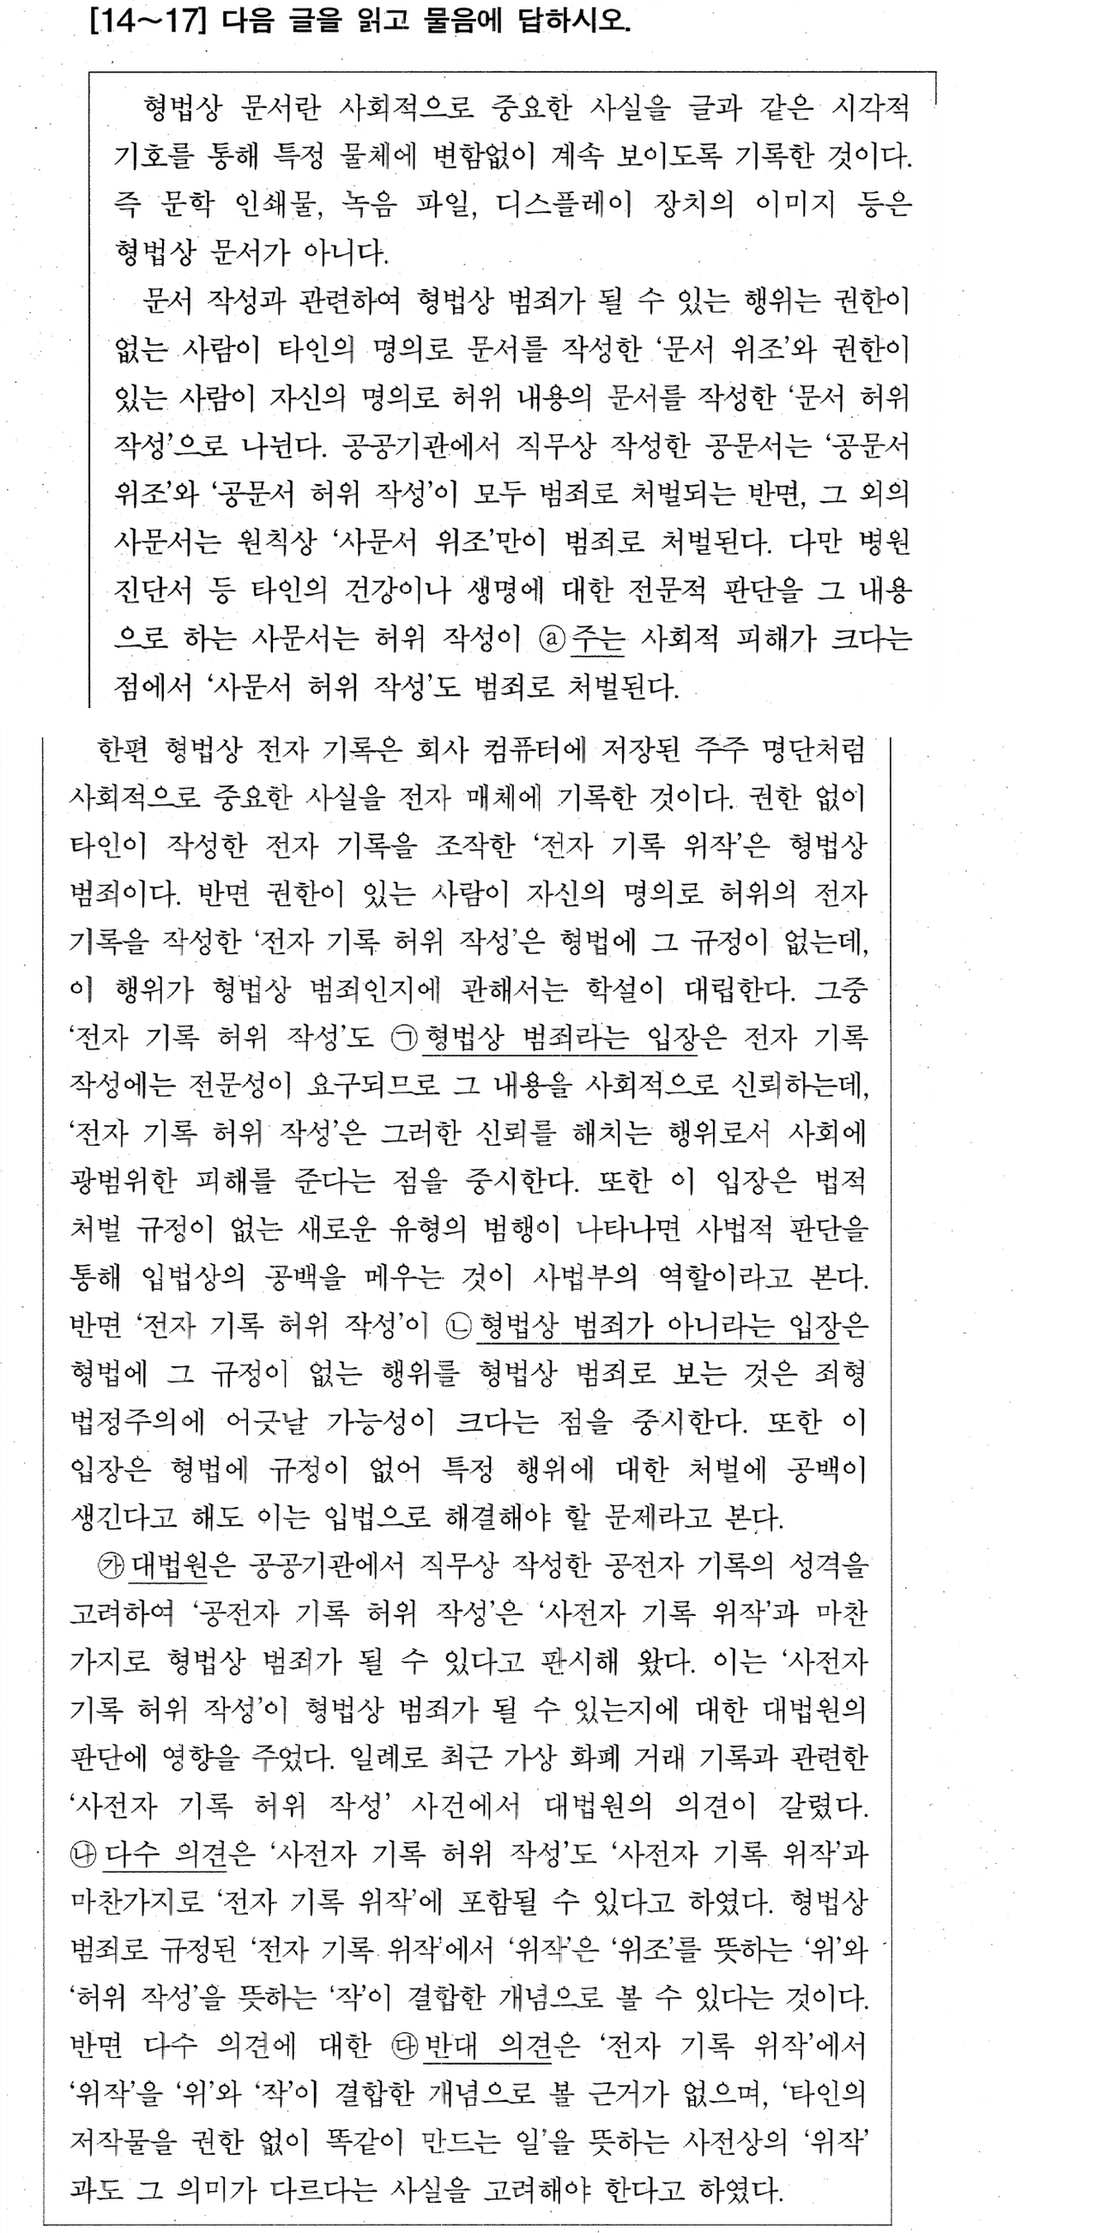 [14～17] 다음 글을 읽고 물음에 답하시오.
형법상 문서란 사회적으로 중요한 사실을 글과 같은 시각적
기호를 통해 특정 물체에 변함없이 계속 보이도록 기록한 것이다.
즉 문학 인쇄물, 녹음 파일, 디스플레이 장치의 이미지 등은
형법상 문서가 아니다.
문서 작성과 관련하여 형법상 범죄가 될 수 있는 행위는 권한이
없는 사람이 타인의 명의로 문서를 작성한 ‘문서 위조’와 권한이
있는 사람이 자신의 명의로 허위 내용의 문서를 작성한 ‘문서 허위
작성’으로 나뉜다. 공공기관에서 직무상 작성한 공문서는 ‘공문서
위조’와 ‘공문서 허위 작성’이 모두 범죄로 처벌되는 반면, 그 외의
사문서는 원칙상 ‘사문서 위조’만이 범죄로 처벌된다. 다만 병원
진단서 등 타인의 건강이나 생명에 대한 전문적 판단을 그 내용
으로 하는 사문서는 허위 작성이 ⓐ주는 사회적 피해가 크다는
점에서 ‘사문서 허위 작성’도 범죄로 처벌된다.
한편 형법상 전자 기록은 회사 컴퓨터에 저장된 주주 명단처럼
사회적으로 중요한 사실을 전자 매체에 기록한 것이다. 권한 없이
타인이 작성한 전자 기록을 조작한 ‘전자 기록 위작’은 형법상
범죄이다. 반면 권한이 있는 사람이 자신의 명의로 허위의 전자
기록을 작성한 ‘전자 기록 허위 작성’은 형법에 그 규정이 없는데,
이 행위가 형법상 범죄인지에 관해서는 학설이 대립한다. 그중
‘전자 기록 허위 작성’도 ㉠형법상 범죄라는 입장은 전자 기록
작성에는 전문성이 요구되므로 그 내용을 사회적으로 신뢰하는데,
‘전자 기록 허위 작성’은 그러한 신뢰를 해치는 행위로서 사회에
광범위한 피해를 준다는 점을 중시한다. 또한 이 입장은 법적
처벌 규정이 없는 새로운 유형의 범행이 나타나면 사법적 판단을
통해 입법상의 공백을 메우는 것이 사법부의 역할이라고 본다.
반면 ‘전자 기록 허위 작성’이 ㉡형법상 범죄가 아니라는 입장은
형법에 그 규정이 없는 행위를 형법상 범죄로 보는 것은 죄형
법정주의에 어긋날 가능성이 크다는 점을 중시한다. 또한 이
입장은 형법에 규정이 없어 특정 행위에 대한 처벌에 공백이
생긴다고 해도 이는 입법으로 해결해야 할 문제라고 본다.
㉮대법원은 공공기관에서 직무상 작성한 공전자 기록의 성격을
고려하여 ‘공전자 기록 허위 작성’은 ‘사전자 기록 위작’과 마찬
가지로 형법상 범죄가 될 수 있다고 판시해 왔다. 이는 ‘사전자
기록 허위 작성’이 형법상 범죄가 될 수 있는지에 대한 대법원의
판단에 영향을 주었다. 일례로 최근 가상 화폐 거래 기록과 관련한
‘사전자 기록 허위 작성’ 사건에서 대법원의 의견이 갈렸다.
㉯다수 의견은 ‘사전자 기록 허위 작성’도 ‘사전자 기록 위작’과
마찬가지로 ‘전자 기록 위작’에 포함될 수 있다고 하였다. 형법상
범죄로 규정된 ‘전자 기록 위작’에서 ‘위작’은 ‘위조’를 뜻하는 ‘위’와
‘허위 작성’을 뜻하는 ‘작’이 결합한 개념으로 볼 수 있다는 것이다.
반면 다수 의견에 대한 ㉰반대 의견은 ‘전자 기록 위작’에서
‘위작’을 ‘위’와 ‘작’이 결합한 개념으로 볼 근거가 없으며, ‘타인의
저작물을 권한 없이 똑같이 만드는 일’을 뜻하는 사전상의 ‘위작’
과도 그 의미가 다르다는 사실을 고려해야 한다고 하였다.